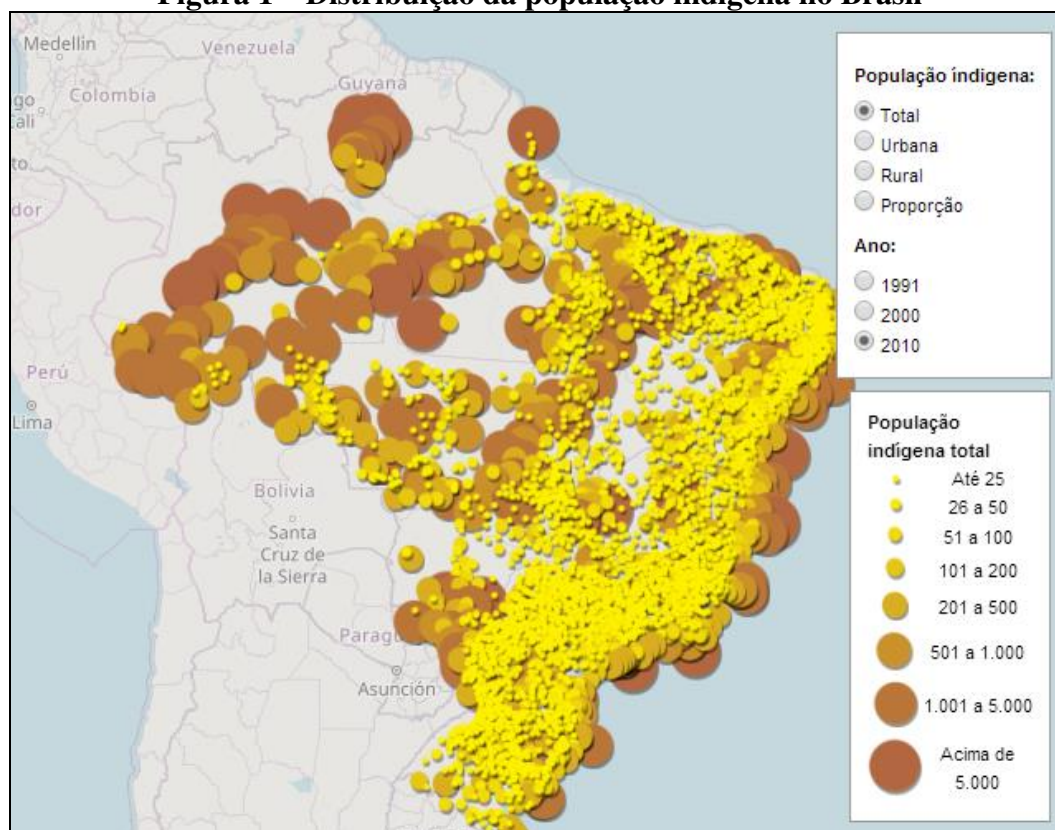 Figura 1 – Distribuição da população indígena no Brasil
Medellin
Venezuela
Guyana
Colombia
Cali
Perú
Lima
Bolivia
Santa
Cruz de
la Sierra
Asunción
População índigena:
Total
Urbana
Rural
Proporção
Ano:
1991
2000
2010
População
indígena total
Até 25
26 a 50
51 a 100
101 a 200
201 a 500
501 a 1.000
1.001 a 5.000
Acima de
5.000